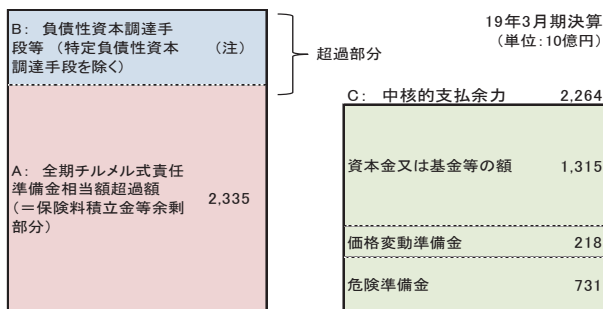 B： 負債性資本調達手
段等 （特定負債性資本
調達手段を除く）
（注）
超過部分
19年3月期決算
（単位：10億円）
C： 中核的支払余力 2,264
A： 全期チルメル式責任
準備金相当額超過額
（＝保険料積立金等余剰
部分）
2,335
資本金又は基金等の額 1,315
価格変動準備金 218
危険準備金 731